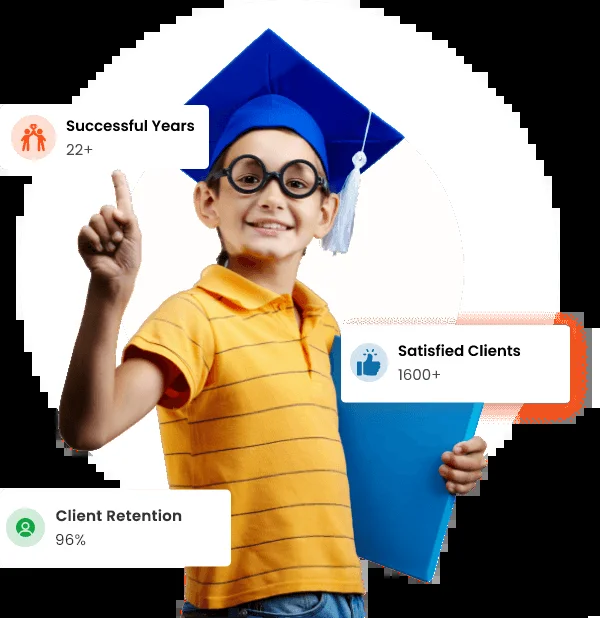 Successful Years
22+
Satisfied Clients
1600+
Client Retention
96%